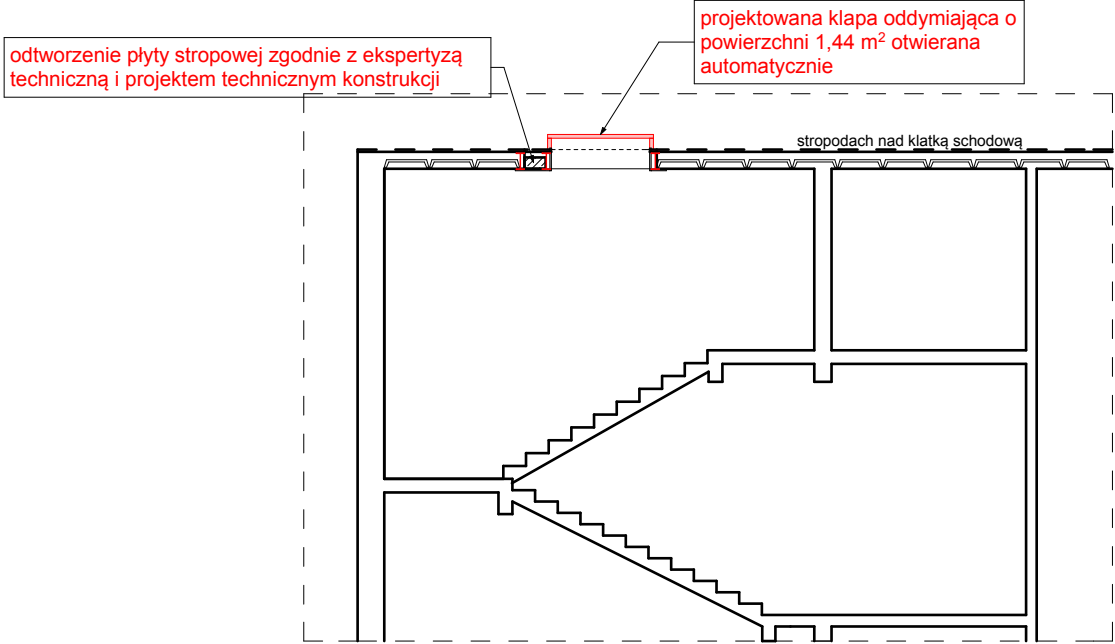 projektowana klapa oddymiająca o
powierzchni 1,44 m² otwierana
automatycznie
odtworzenie płyty stropowej zgodnie z ekspertyzą
techniczną i projektem technicznym konstrukcji
stropodach nad klatką schodową